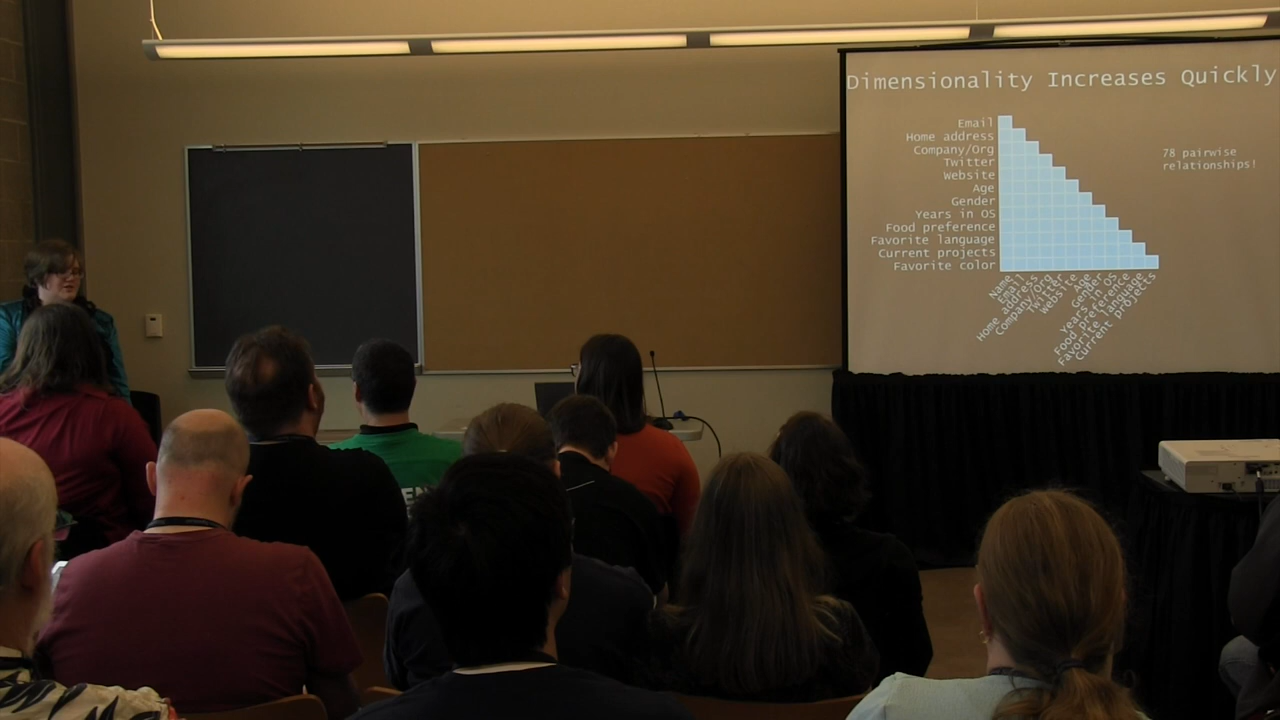 Dimensionality Increases Quickly
Email
Home address
Company/Org
Twitter
Website
Age
Gender
Years in OS
Food preference
Favorite language
Current projects
Favorite color
78 pairwise
relationships!
Name
Email
Home address
Company/Org
Twitter
Website
Age
Gender
Years in OS
Food preference
Favorite language
Current projects